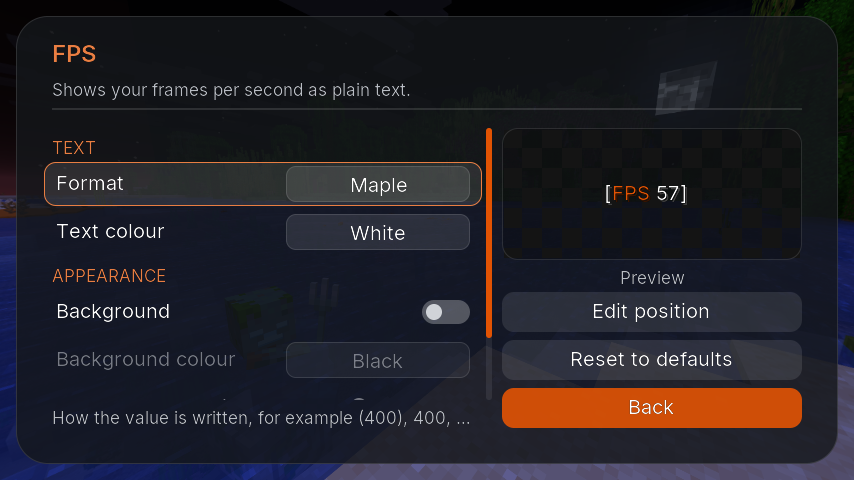 FPS
Shows your frames per second as plain text.
TEXT
Format
Maple
Text colour
White
APPEARANCE
Background
Background colour
Black
How the value is written, for example (400), 400, ...
[FPS 57]
Preview
Edit position
Reset to defaults
Back